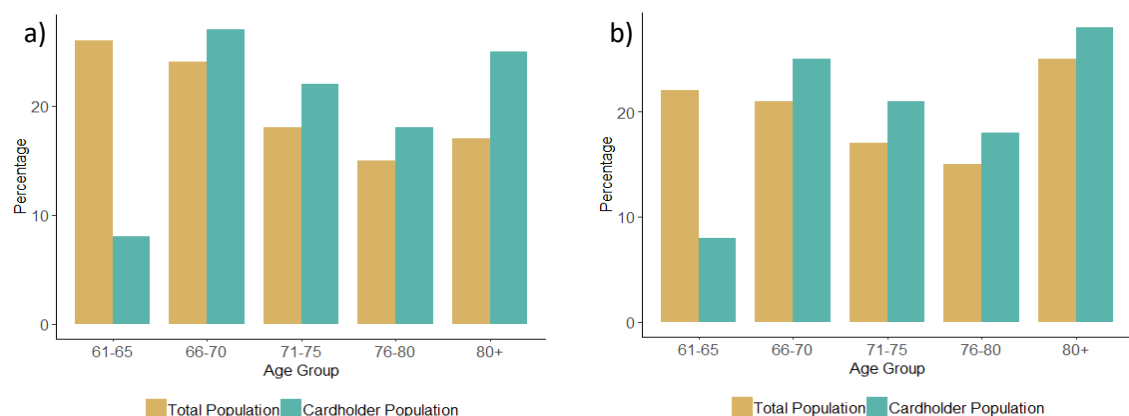 a)
Percentage
20
10
0
61-65 66-70 71-75 76-80 80+
Age Group
Total Population Cardholder Population
b)
Percentage
20
10
0
61-65 66-70 71-75 76-80 80+
Age Group
Total Population Cardholder Population